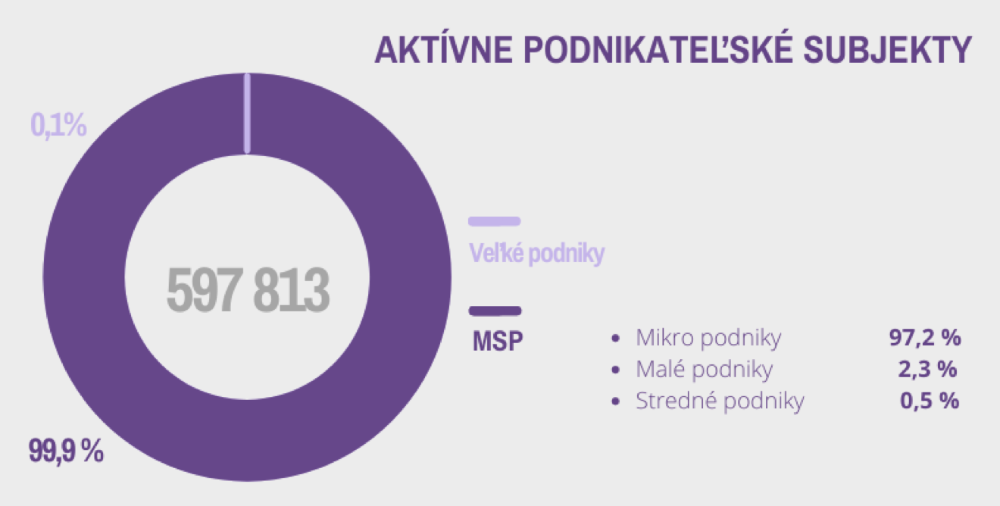 AKTÍVNE PODNIKATEĽSKÉ SUBJEKTY
0,1%
597 813
99,9 %
Veľké podniky
MSP
• Mikro podniky 97,2 %
• Malé podniky 2,3 %
• Stredné podniky 0,5 %